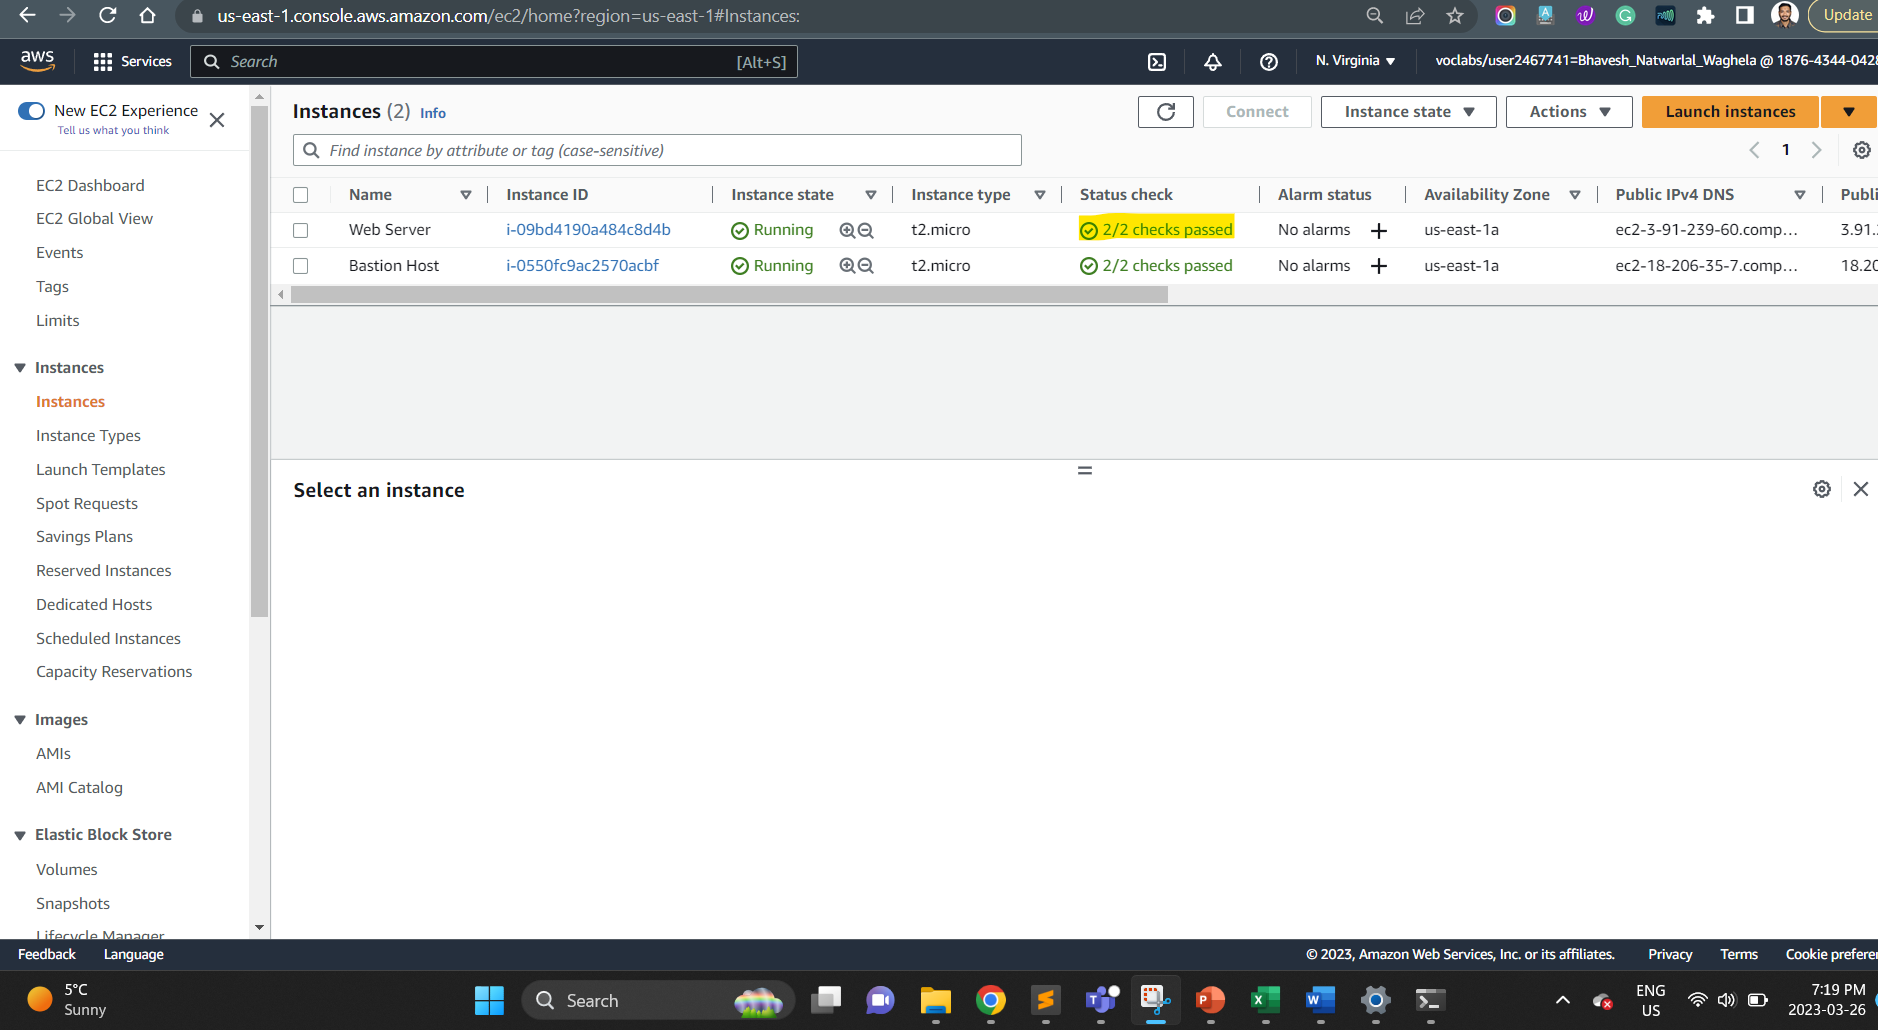 us-east-1.console.aws.amazon.com/ec2/home?region=us-east-1#Instances:
Update
aws
Services
Search
[Alt+S]
N. Virginia
voclabs/user2467741=Bhavesh_Natwarlal_Waghela @ 1876-4344-042
New EC2 Experience
Tell us what you think
EC2 Dashboard
EC2 Global View
Events
Tags
Limits
Instances
Instances
Instance Types
Launch Templates
Spot Requests
Savings Plans
Reserved Instances
Dedicated Hosts
Scheduled Instances
Capacity Reservations
Images
AMIs
AMI Catalog
Elastic Block Store
Volumes
Snapshots
Lifecycle Manager
Instances (2) Info
Connect
Instance state
Actions
Launch instances
Find instance by attribute or tag (case-sensitive)
1
Name Instance ID Instance state Instance type Status check Alarm status Availability Zone Public IPv4 DNS Publi
Web Server i-09bd4190a484c8d4b Running t2.micro 2/2 checks passed No alarms + us-east-1a ec2-3-91-239-60.comp... 3.91.
Bastion Host i-0550fc9ac2570acbf Running t2.micro 2/2 checks passed No alarms + us-east-1a ec2-18-206-35-7.comp... 18.20
Select an instance
Feedback Language © 2023, Amazon Web Services, Inc. or its affiliates. Privacy Terms Cookie prefere
5°C
Sunny
Search
ENG
US
7:19 PM
2023-03-26